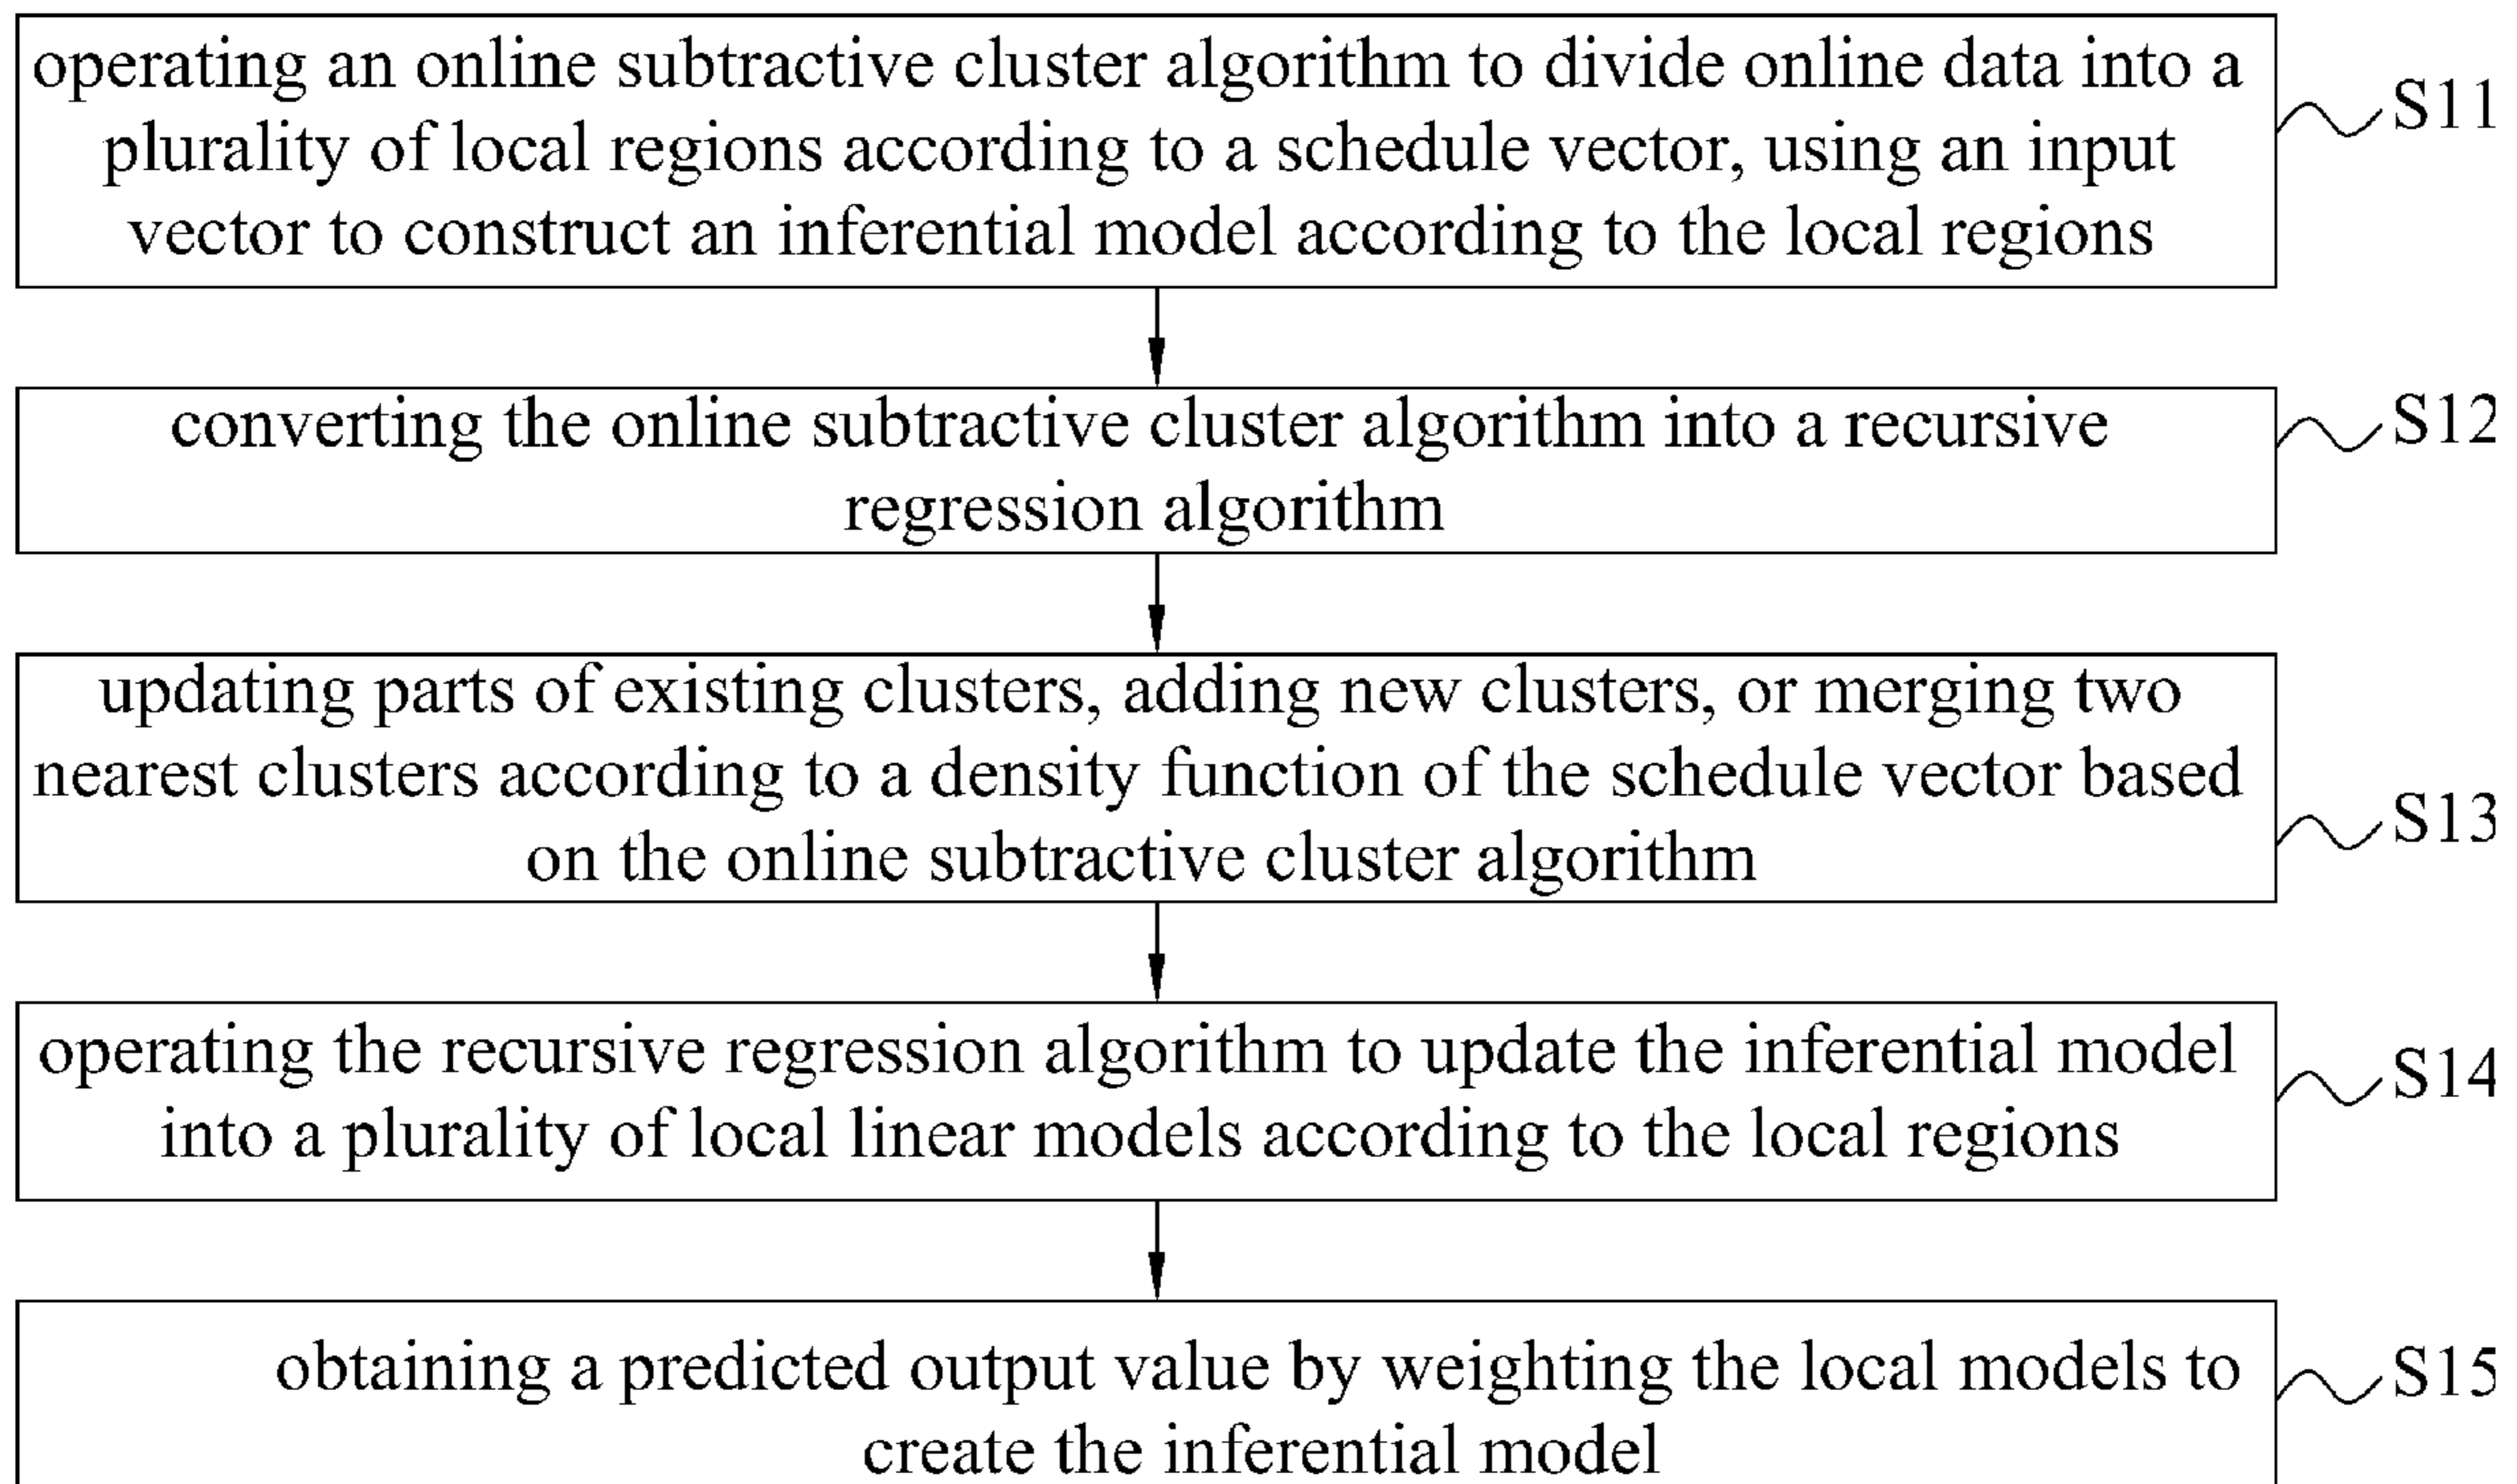 operating an online subtractive cluster algorithm to divide online data into a
plurality of local regions according to a schedule vector, using an input
vector to construct an inferential model according to the local regions
S11
converting the online subtractive cluster algorithm into a recursive
regression algorithm
S12
updating parts of existing clusters, adding new clusters, or merging two
nearest clusters according to a density function of the schedule vector based
on the online subtractive cluster algorithm
S13
operating the recursive regression algorithm to update the inferential model
into a plurality of local linear models according to the local regions
S14
obtaining a predicted output value by weighting the local models to
create the inferential model
S15